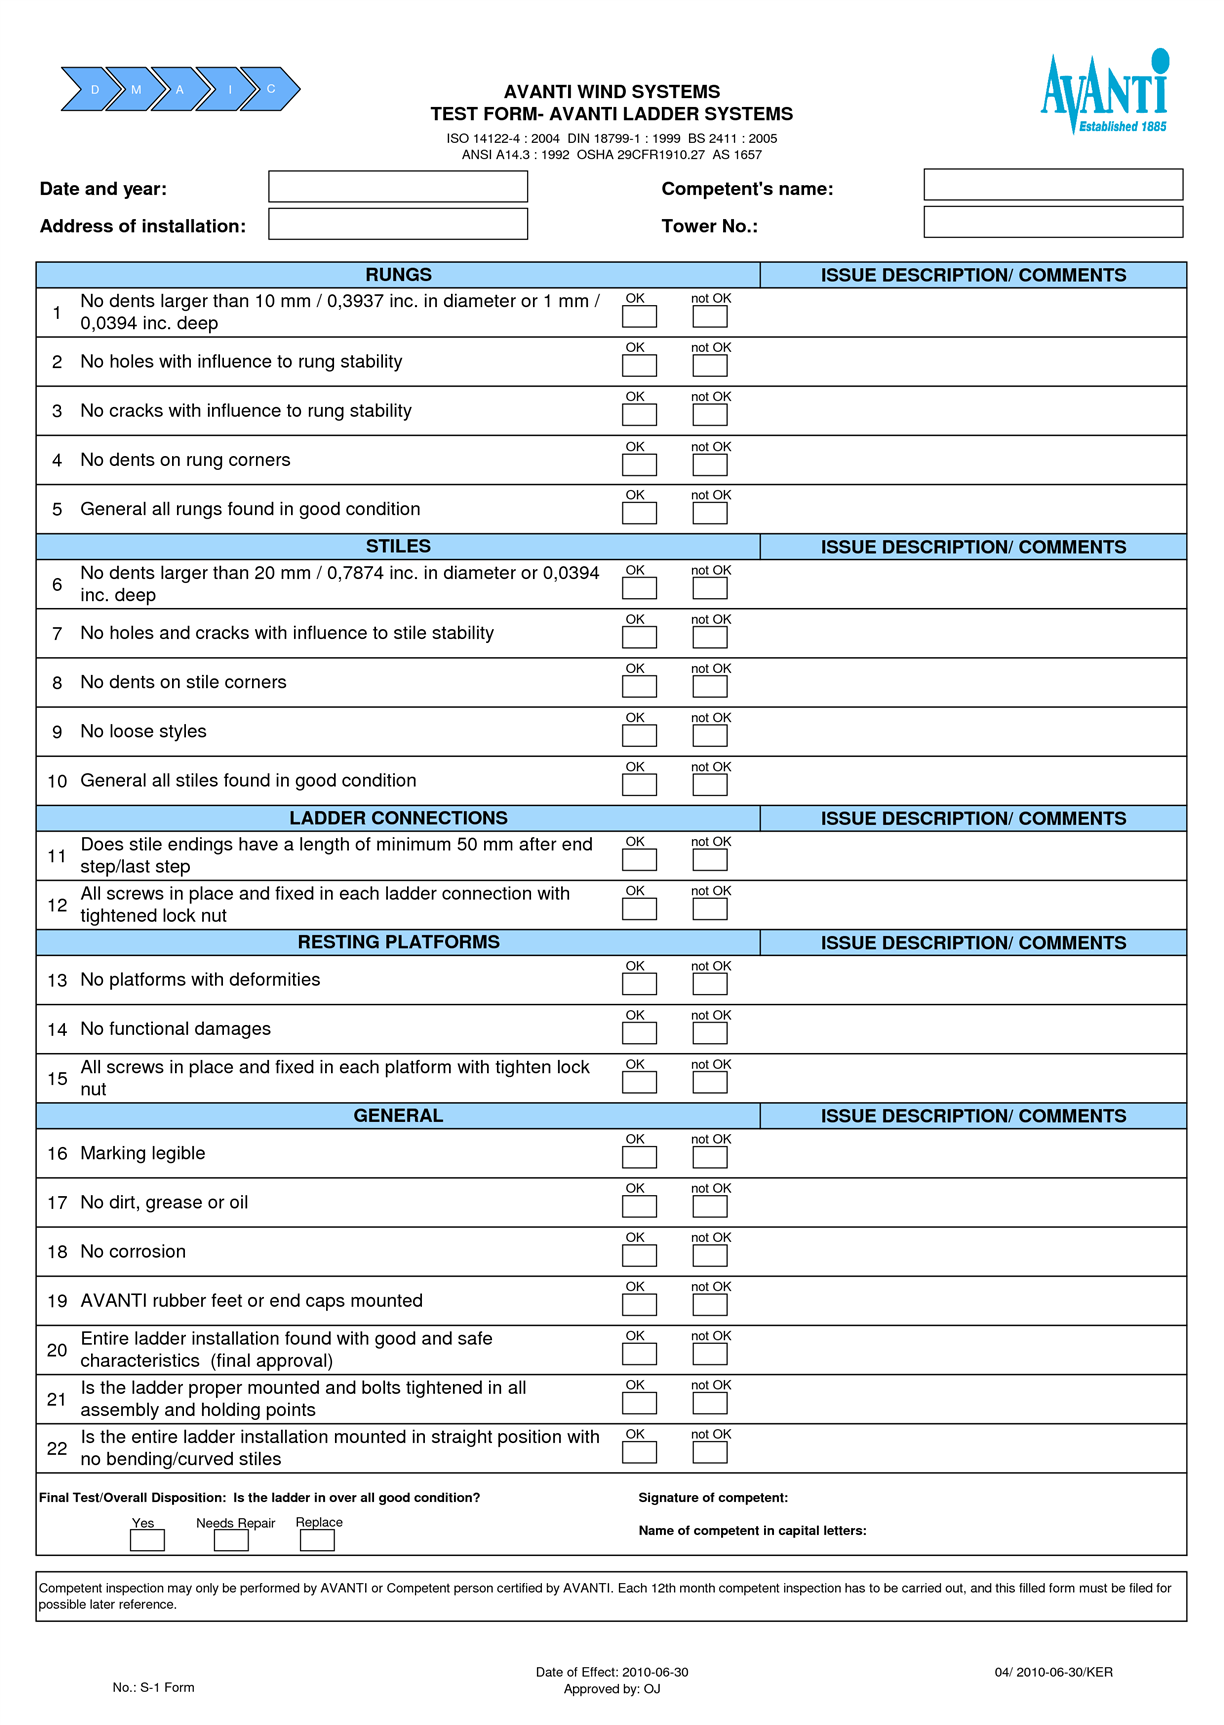 D M A I C
AVANTI
Established 1885
AVANTI WIND SYSTEMS
TEST FORM- AVANTI LADDER SYSTEMS
ISO 14122-4 : 2004  DIN 18799-1 : 1999  BS 2411 : 2005
ANSI A14.3 : 1992  OSHA 29CFR1910.27  AS 1657
Date and year:
Competent's name:
Address of installation:
Tower No.:
RUNGS ISSUE DESCRIPTION/ COMMENTS
1 No dents larger than 10 mm / 0,3937 inc. in diameter or 1 mm / OK not OK
0,0394 inc. deep
2 No holes with influence to rung stability OK not OK
3 No cracks with influence to rung stability OK not OK
4 No dents on rung corners OK not OK
5 General all rungs found in good condition OK not OK
STILES ISSUE DESCRIPTION/ COMMENTS
6 No dents larger than 20 mm / 0,7874 inc. in diameter or 0,0394 OK not OK
inc. deep
7 No holes and cracks with influence to stile stability OK not OK
8 No dents on stile corners OK not OK
9 No loose styles OK not OK
10 General all stiles found in good condition OK not OK
LADDER CONNECTIONS ISSUE DESCRIPTION/ COMMENTS
11 Does stile endings have a length of minimum 50 mm after end OK not OK
step/last step
12 All screws in place and fixed in each ladder connection with OK not OK
tightened lock nut
RESTING PLATFORMS ISSUE DESCRIPTION/ COMMENTS
13 No platforms with deformities OK not OK
14 No functional damages OK not OK
15 All screws in place and fixed in each platform with tighten lock OK not OK
nut
GENERAL ISSUE DESCRIPTION/ COMMENTS
16 Marking legible OK not OK
17 No dirt, grease or oil OK not OK
18 No corrosion OK not OK
19 AVANTI rubber feet or end caps mounted OK not OK
20 Entire ladder installation found with good and safe OK not OK
characteristics  (final approval)
21 Is the ladder proper mounted and bolts tightened in all OK not OK
assembly and holding points
22 Is the entire ladder installation mounted in straight position with OK not OK
no bending/curved stiles
Final Test/Overall Disposition:  Is the ladder in over all good condition? Signature of competent:
Yes Needs Repair Replace
Name of competent in capital letters:
Competent inspection may only be performed by AVANTI or Competent person certified by AVANTI. Each 12th month competent inspection has to be carried out, and this filled form must be filed for
possible later reference.
Date of Effect: 2010-06-30 04/ 2010-06-30/KER
No.: S-1 Form Approved by: OJ